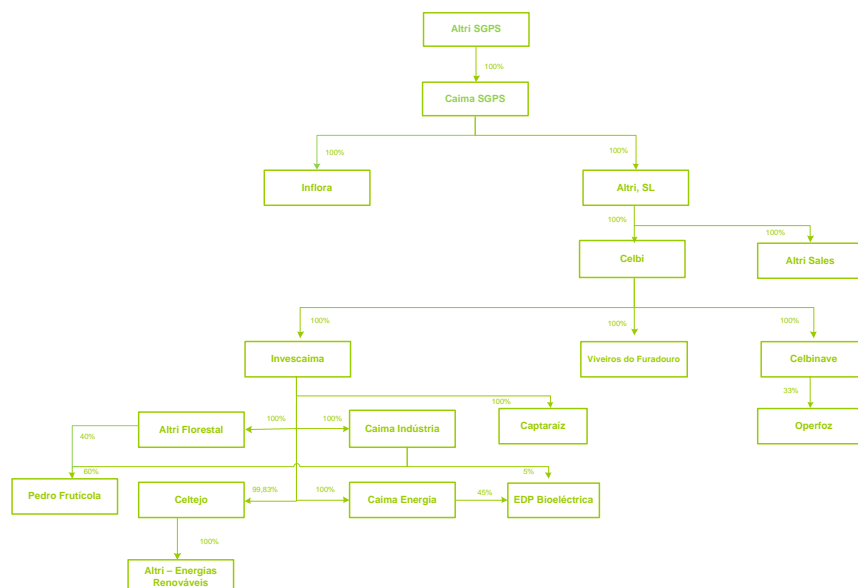 Altri SGPS
100%
Caima SGPS
100%
100%
Inflora
Altri, SL
100%
100%
Celbi
Altri Sales
100%
100%
100%
Invescaima
Viveiros do Furadouro
Celbinave
33%
100%
Altri Florestal
100%
100%
Caima Indústria
Captaraíz
Operfoz
40%
60%
5%
Pedro Frutícola
Celtejo
99,83%
100%
Caima Energia
45%
EDP Bioeléctrica
100%
Altri – Energias
Renováveis